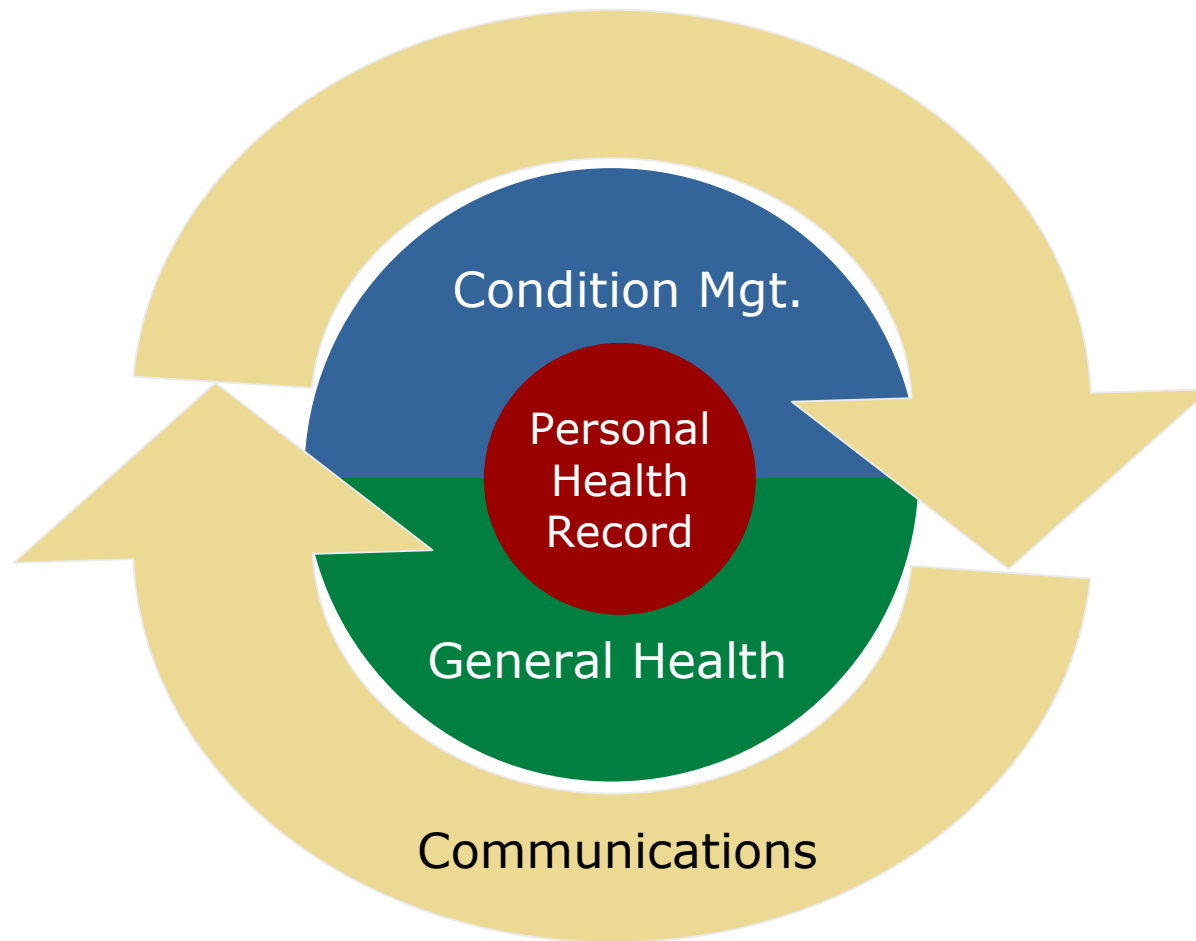 Condition Mgt.
Personal
Health
Record
General Health
Communications